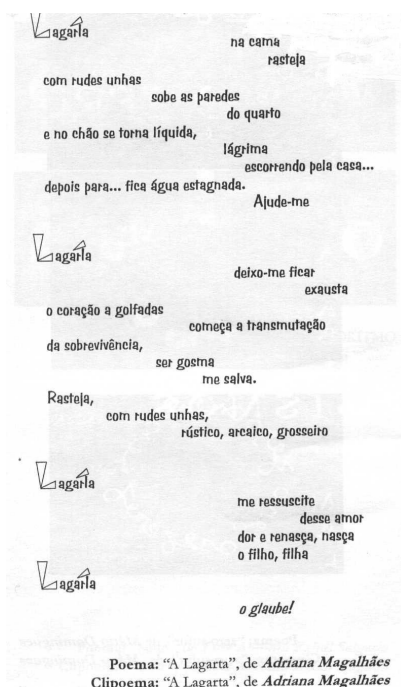 Lagarta
na cama
rasteja
com rudes unhas
sobe as paredes
do quarto
e no chão se torna líquida,
lágrima
escorrendo pela casa...
depois para... fica água estagnada.
Ajude-me
Lagarta
deixo-me ficar
exausta
o coração a golfadas
começa a transmutação
da sobrevivência,
ser gosma
me salva.
Rasteja,
com rudes unhas,
rústico, arcaico, grosseiro
Lagarta
me ressuscite
desse amor
dor e renasça, nasça
o filho, filha
Lagarta
o glaube!
Poema: "A Lagarta", de Adriana Magalhães
Clipoema: "A Lagarta", de Adriana Magalhães